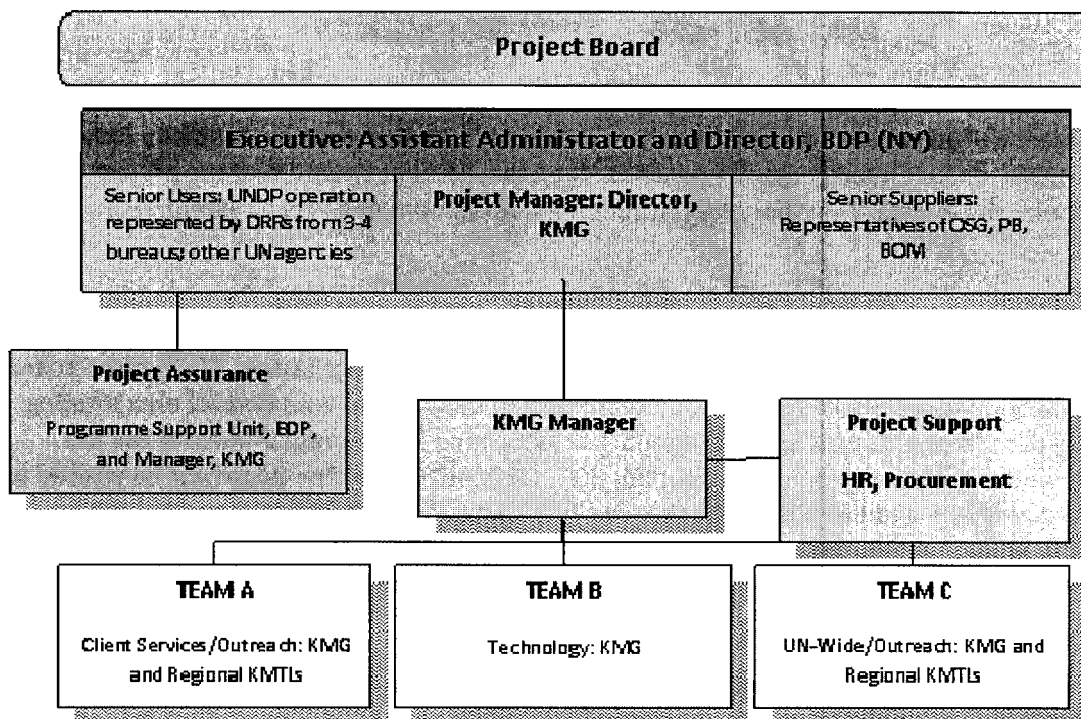 Project Board
Executive: Assistant Administrator and Director, BDP (NY)
Senior Users: UNDP operation
represented by DRRs from 3-4
bureaus; other UN agencies
Project Manager: Director,
KMG
Senior Suppliers:
Representatives of OSG, PB,
BOM
Project Assurance
Programme Support Unit, BDP,
and Manager, KMG
KMG Manager
Project Support
HR, Procurement
TEAM A
Client Services/Outreach: KMG
and Regional KMTLs
TEAM B
Technology: KMG
TEAM C
UN-Wide/Outreach: KMG and
Regional KMTLs